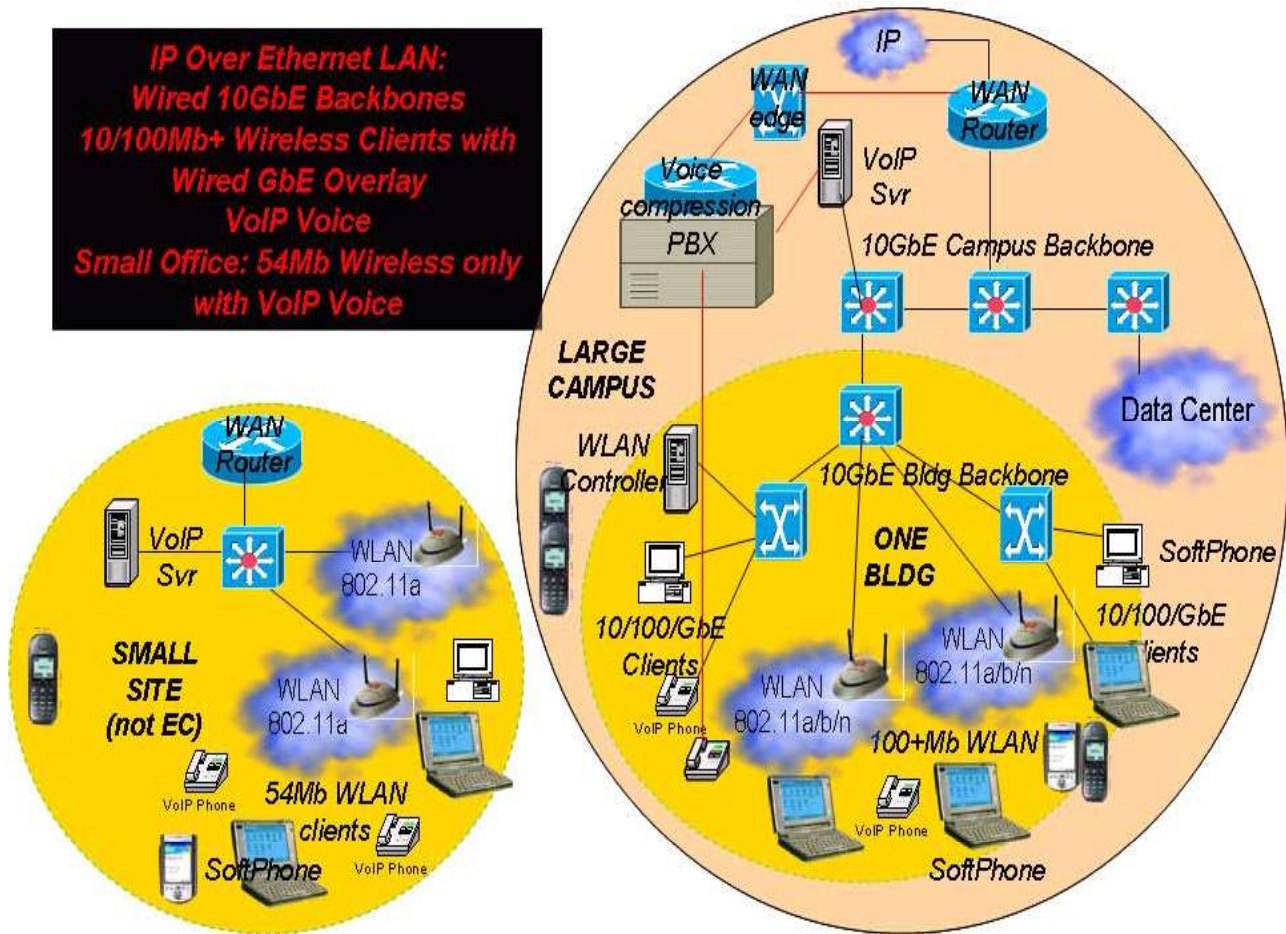 IP Over Ethernet LAN:
Wired 10GbE Backbones
10/100Mb+ Wireless Clients with
Wired GbE Overlay
VoIP Voice
Small Office: 54Mb Wireless only
with VoIP Voice
IP
WAN
edge
WAN
Router
Voice
compression
PBX
VoIP
Svr
10GbE Campus Backbone
LARGE
CAMPUS
Data Center
WLAN
Controller
10GbE Bldg Backbone
ONE
BLDG
SoftPhone
10/100/GbE
Clients
10/100/GbE
ients
WLAN
802.11a/b/n
WLAN
802.11a/b/n
VoIP Phone
100+Mb WLAN
VoIP Phone
SoftPhone
WAN
Router
VoIP
Svr
WLAN
802.11a
WLAN
802.11a
SMALL
SITE
(not EC)
VoIP Phone
54Mb WLAN
clients
SoftPhone
VoIP Phone